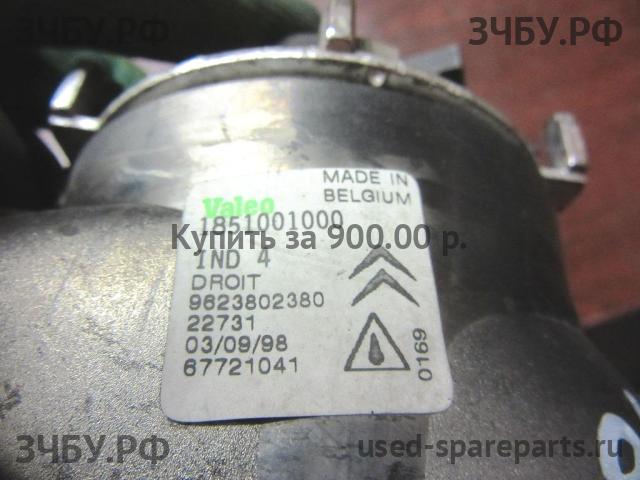 ЗЧБУ.РФ
ЗЧБУ.РФ
MADE IN
BELGIUM
Valeo
1851001000
Купить за 900.00 р.
IND 4
DROIT
9623802380
22731
03/09/98
67721041
0169
ЗЧБУ.РФ
used-spareparts.ru